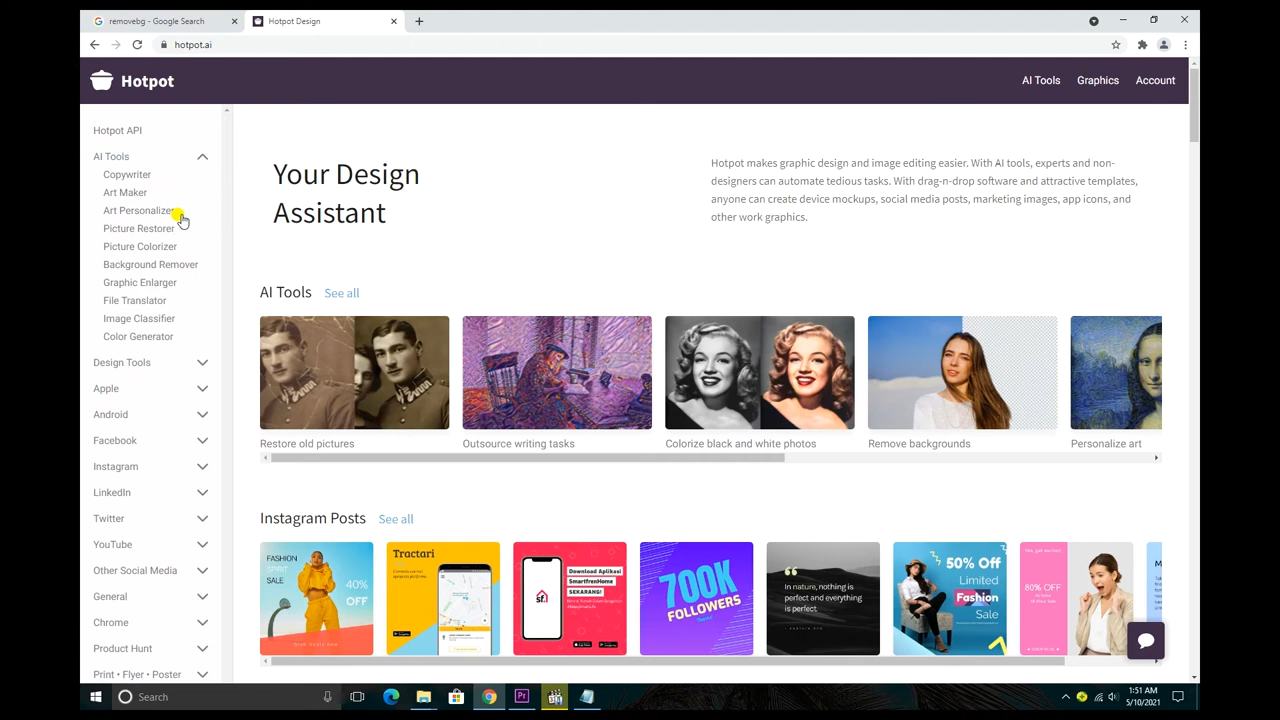 removebg - Google Search
Hotpot Design
hotpot.ai
Hotpot
AI Tools
Graphics
Account
Hotpot API
AI Tools
Copywriter
Art Maker
Art Personalizer
Picture Restorer
Picture Colorizer
Background Remover
Graphic Enlarger
File Translator
Image Classifier
Color Generator
Design Tools
Apple
Android
Facebook
Instagram
LinkedIn
Twitter
YouTube
Other Social Media
General
Chrome
Product Hunt
Print • Flyer • Poster
Your Design
Assistant
Hotpot makes graphic design and image editing easier. With AI tools, experts and non-
designers can automate tedious tasks. With drag-n-drop software and attractive templates,
anyone can create device mockups, social media posts, marketing images, app icons, and
other work graphics.
AI Tools See all
Restore old pictures
Outsource writing tasks
Colorize black and white photos
Remove backgrounds
Personalize art
Instagram Posts See all
FASHION
SPIRIT
SALE
40%
OFF
Tractari
Download Aplikasi
SmartfrenHome
SEKARANG!
sf.
700K
FOLLOWERS
In nature, nothing is
perfect and everything
is perfect.
50% Off
Limited
Fashion
Sale
80% OFF
Search
Pr
1:51 AM
5/10/2021